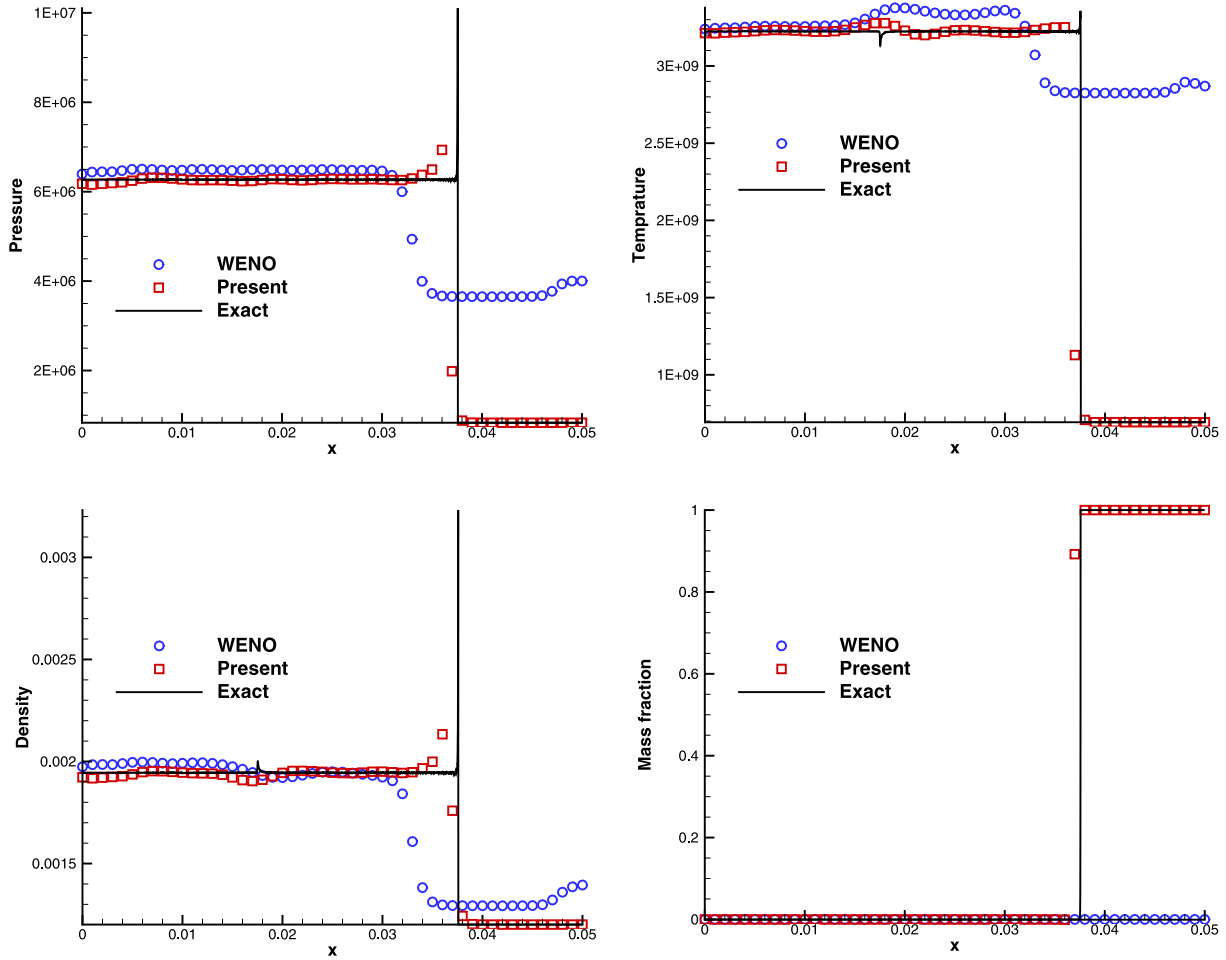 1E+07
8E+06
6E+06
4E+06
2E+06
Pressure
WENO
Present
Exact
0 0.01 0.02 0.03 0.04 0.05
x
3E+09
2.5E+09
2E+09
1.5E+09
1E+09
Temprature
WENO
Present
Exact
0 0.01 0.02 0.03 0.04 0.05
x
0.003
0.0025
0.002
0.0015
Density
WENO
Present
Exact
0 0.01 0.02 0.03 0.04 0.05
x
1
0.8
0.6
0.4
0.2
0
Mass fraction
WENO
Present
Exact
0 0.01 0.02 0.03 0.04 0.05
x